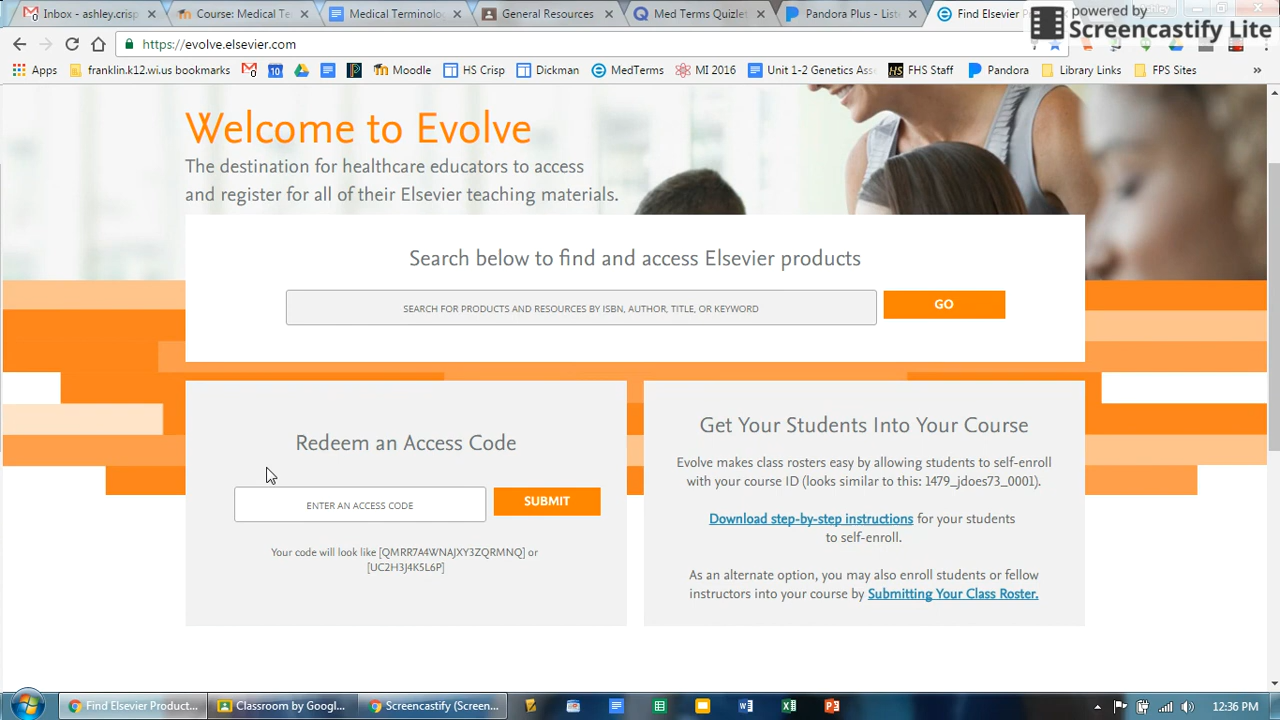 Inbox - ashley.crisp
Course: Medical Te
Medical Terminolo
General Resources
Med Terms Quizlet
Pandora Plus - List
Find Elsevier P
powered by
Screencastify Lite
https://evolve.elsevier.com
Apps
franklin.k12.wi.us bookmarks
Moodle
HS Crisp
Dickman
MedTerms
MI 2016
Unit 1-2 Genetics Ass
FHS Staff
Pandora
Library Links
FPS Sites
»
Welcome to Evolve
The destination for healthcare educators to access
and register for all of their Elsevier teaching materials.
Search below to find and access Elsevier products
SEARCH FOR PRODUCTS AND RESOURCES BY ISBN, AUTHOR, TITLE, OR KEYWORD
GO
Redeem an Access Code
ENTER AN ACCESS CODE
SUBMIT
Your code will look like [QMRR7A4WNAJXY3ZQRMNQ] or
[UC2H3J4K5L6P]
Get Your Students Into Your Course
Evolve makes class rosters easy by allowing students to self-enroll
with your course ID (looks similar to this: 1479_jdoes73_0001).
Download step-by-step instructions for your students
to self-enroll.
As an alternate option, you may also enroll students or fellow
instructors into your course by Submitting Your Class Roster.
Find Elsevier Product...
Classroom by Googl...
Screencastify (Screen...
12:36 PM